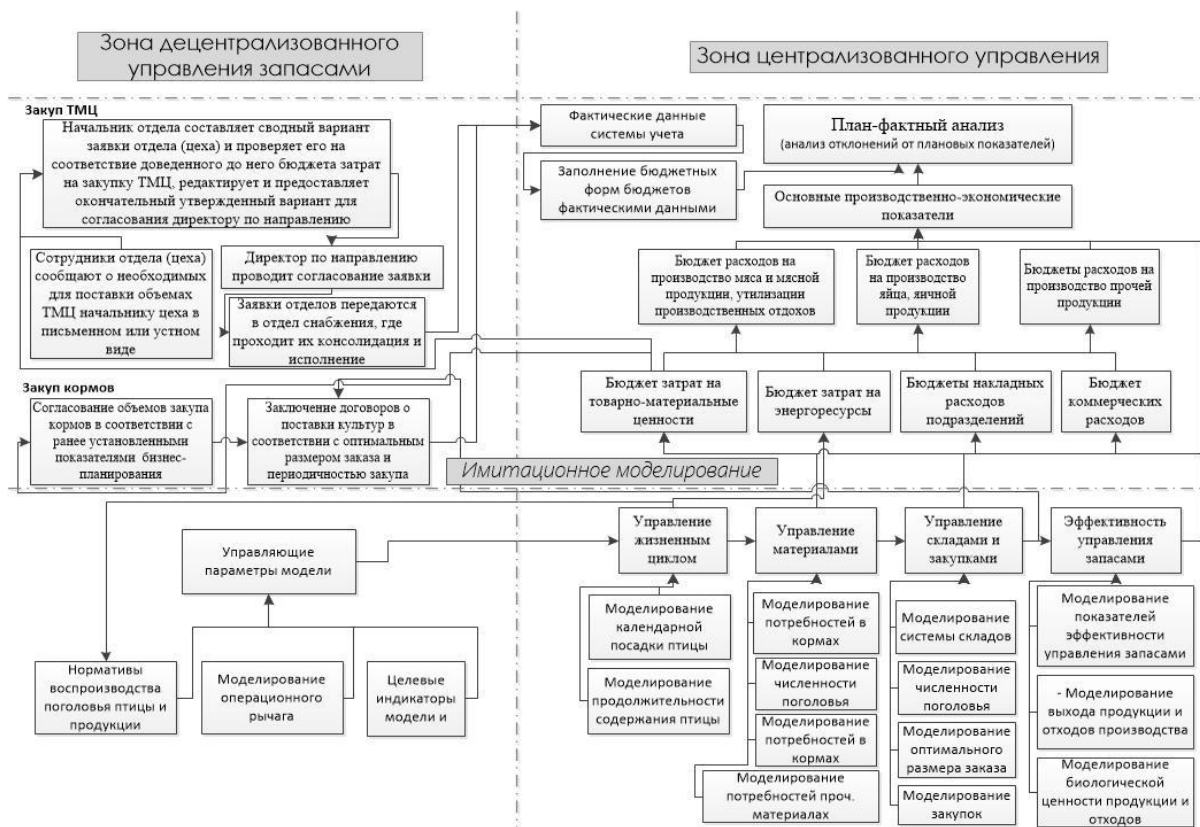 Зона децентрализованного
управления запасами
Зона централизованного управления
Закуп ТМЦ
Начальник отдела составляет сводный вариант
заявки отдела (цеха) и проверяет его на
соответствие доведенного до него бюджета затрат
на закупку ТМЦ, редактирует и предоставляет
окончательный утвержденный вариант для
согласования директору по направлению
Сотрудники отдела (цеха)
сообщают о необходимых
для поставки объемах
ТМЦ начальнику цеха в
письменном или устном
виде
Директор по направлению
проводит согласование заявки
Заявки отделов передаются
в отдел снабжения, где
проходит их консолидация и
исполнение
Закуп кормов
Согласование объемов закупа
кормов в соответствии с
ранее установленными
показателями бизнес-
планирования
Заключение договоров о
поставки культур в
соответствии с оптимальным
размером заказа и
периодичностью закупа
Фактические данные
системы учета
Заполнение бюджетных
форм бюджетов
фактическими данными
План-фактный анализ
(анализ отклонений от плановых показателей)
Основные производственно-экономические
показатели
Бюджет расходов на
производство мяса и мясной
продукции, утилизации
производственных отдохов
Бюджет расходов
на производство
яйца, яичной
продукции
Бюджеты расходов на
производство прочей
продукции
Бюджет затрат на
товарно-материальные
ценности
Бюджет затрат на
энергоресурсы
Бюджеты накладных
расходов
подразделений
Бюджет
коммерческих
расходов
Имитационное моделирование
Управляющие
параметры модели
Нормативы
воспроизводства
поголовья птицы и
продукции
Моделирование
операционного
рычага
Целевые
индикаторы
модели и
Управление
жизненным
циклом
Управление
материалами
Управление
складами и
закупками
Эффективность
управления
запасами
Моделирование
календарной
посадки птицы
Моделирование
продолжительности
содержания птицы
Моделирование
потребностей в
кормах
Моделирование
численности
поголовья
Моделирование
потребностей в
кормах
Моделирование
потребностей проч.
материалах
Моделирование
системы складов
Моделирование
численности
поголовья
Моделирование
оптимального
размера заказа
Моделирование
закупок
Моделирование
показателей
эффективности
управления запасами
- Моделирование
выхода продукции и
отходов производства
Моделирование
биологической
ценности продукции и
отходов